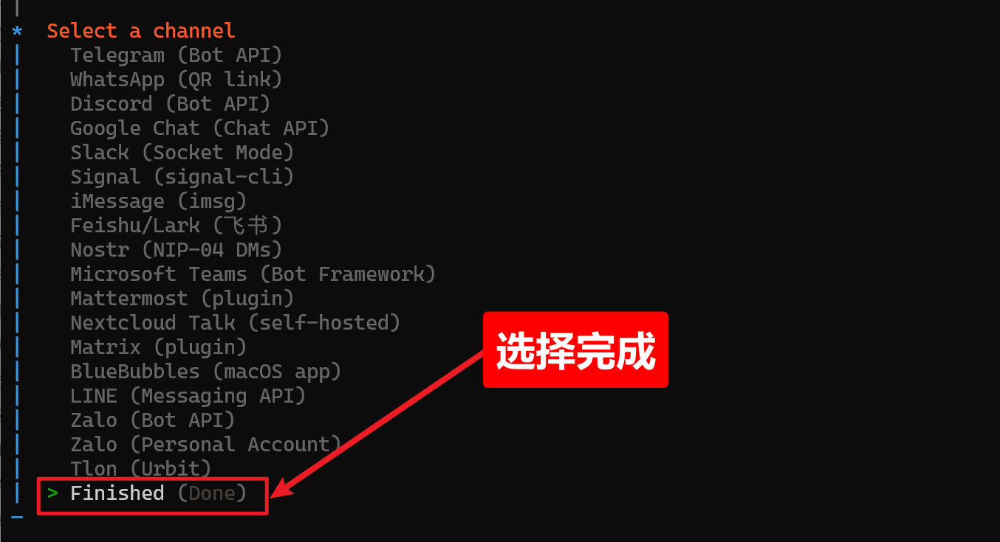 * Select a channel
Telegram (Bot API)
WhatsApp (QR link)
Discord (Bot API)
Google Chat (Chat API)
Slack (Socket Mode)
Signal (signal-cli)
iMessage (imsg)
Feishu/Lark (飞书)
Nostr (NIP-04 DMs)
Microsoft Teams (Bot Framework)
Mattermost (plugin)
Nextcloud Talk (self-hosted)
Matrix (plugin)
BlueBubbles (macOS app)
LINE (Messaging API)
Zalo (Bot API)
Zalo (Personal Account)
Tlon (Urbit)
> Finished (Done)
选择完成